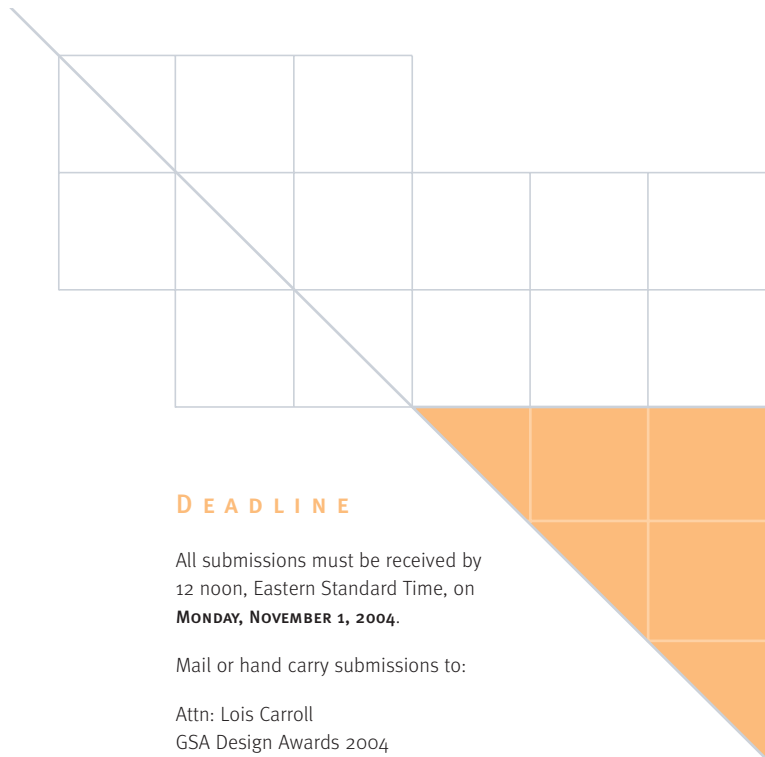 DEADLINE
All submissions must be received by
12 noon, Eastern Standard Time, on
MONDAY, NOVEMBER 1, 2004.
Mail or hand carry submissions to:
Attn: Lois Carroll
GSA Design Awards 2004